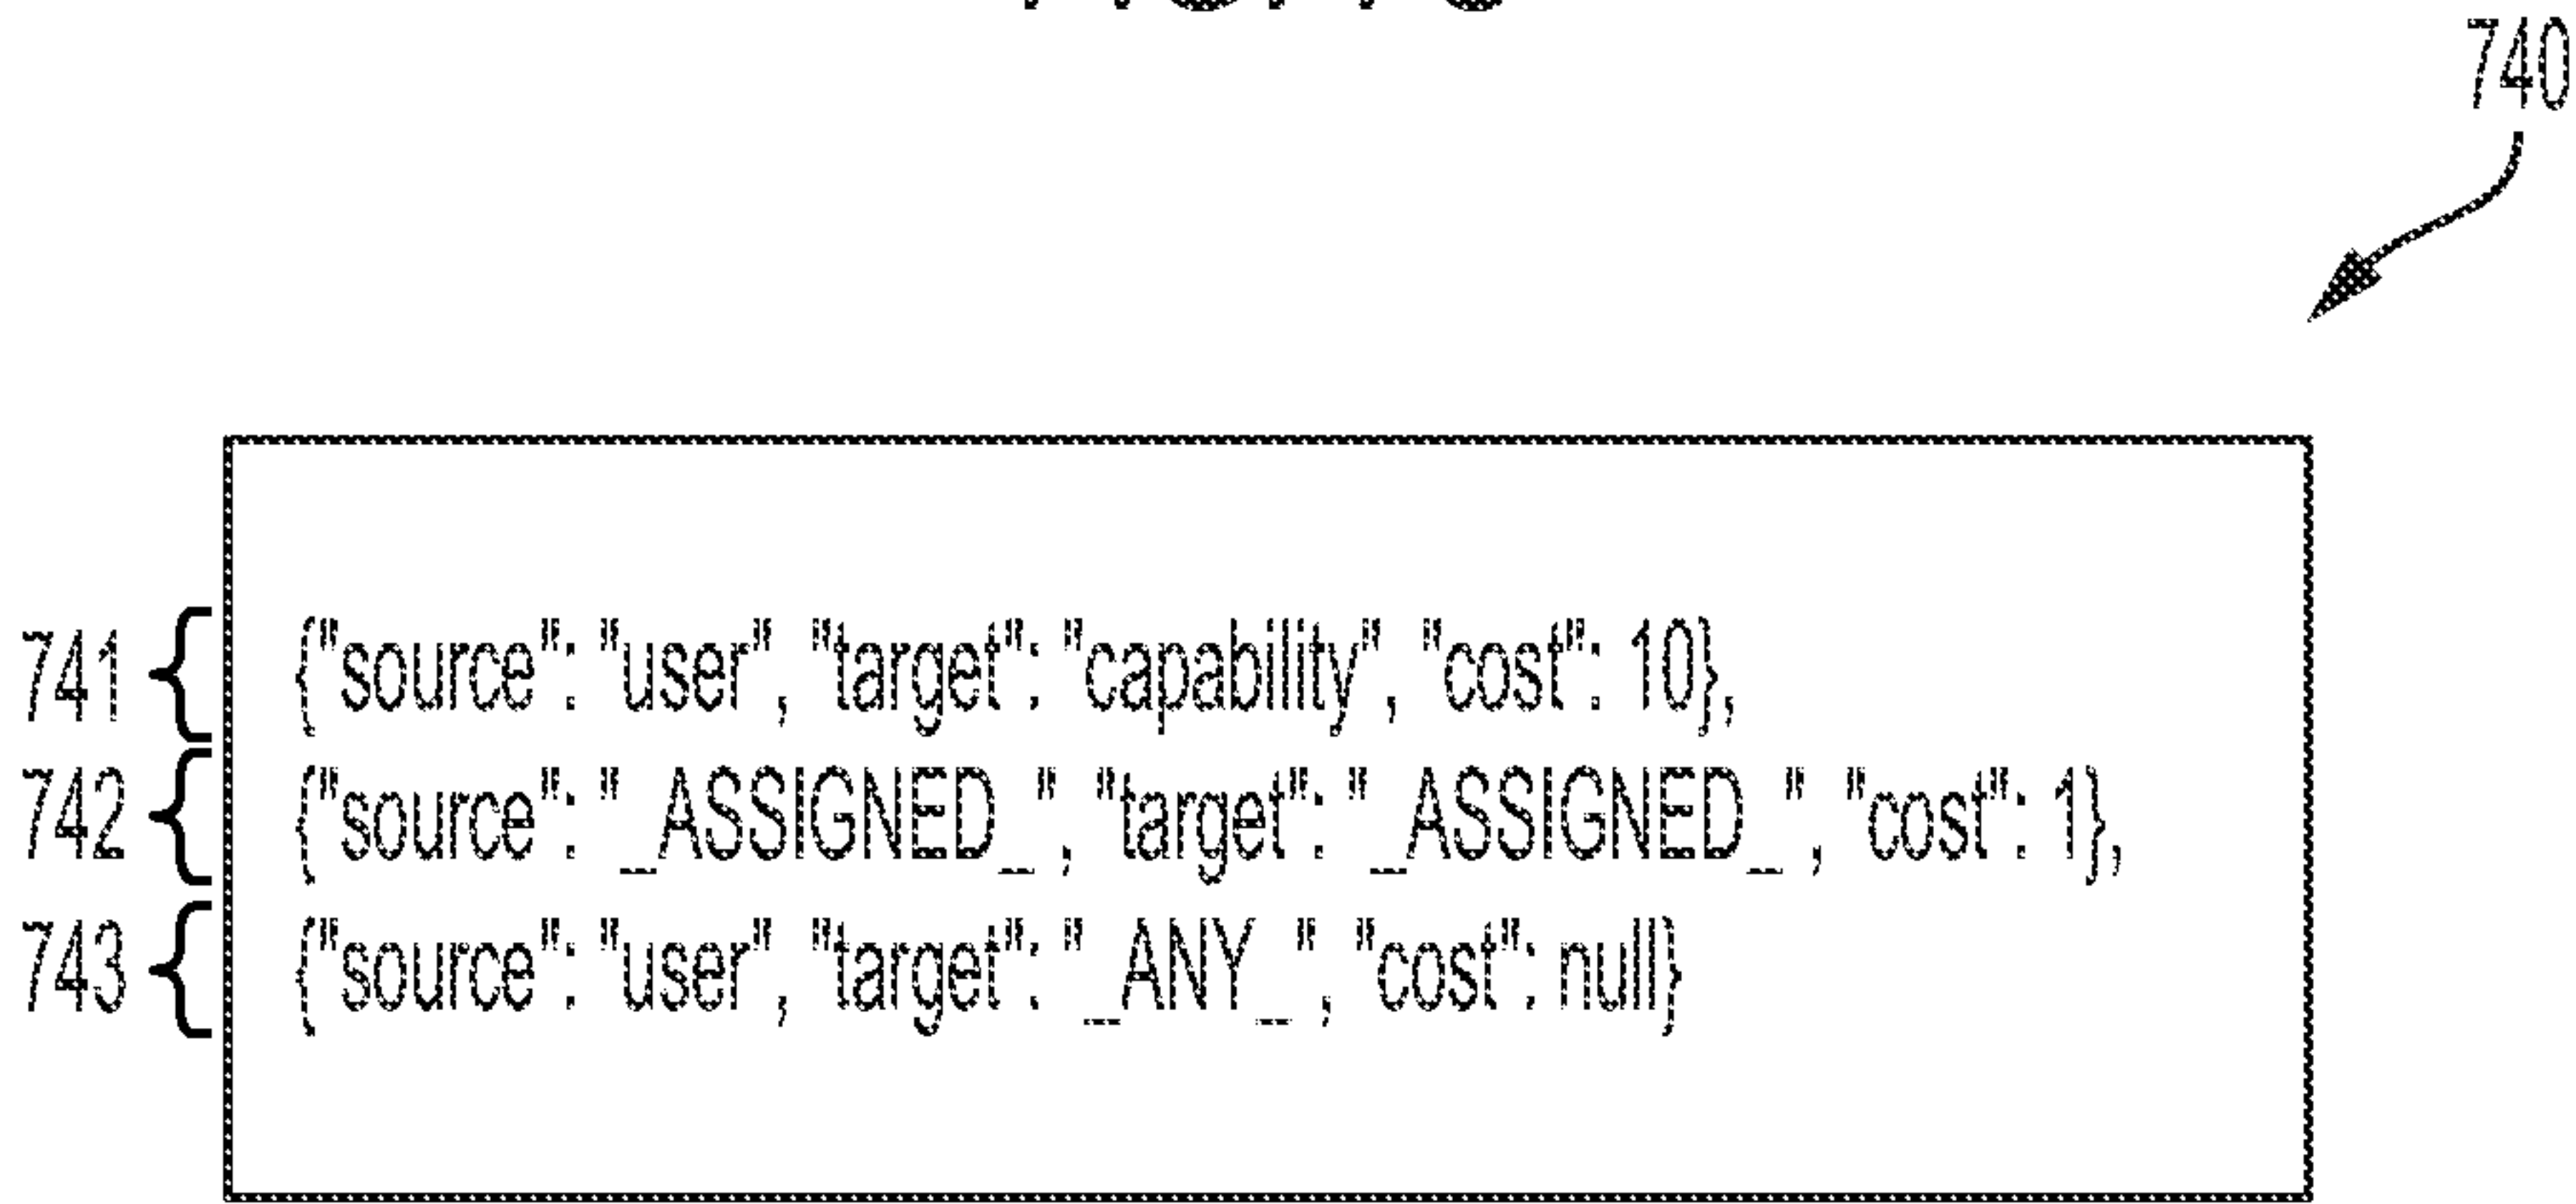 740
741 {"source": "user", "target": "capability", "cost": 10},
742 {"source": "_ASSIGNED_", "target": "_ASSIGNED_", "cost": 1},
743 {"source": "user", "target": "_ANY_", "cost": null}